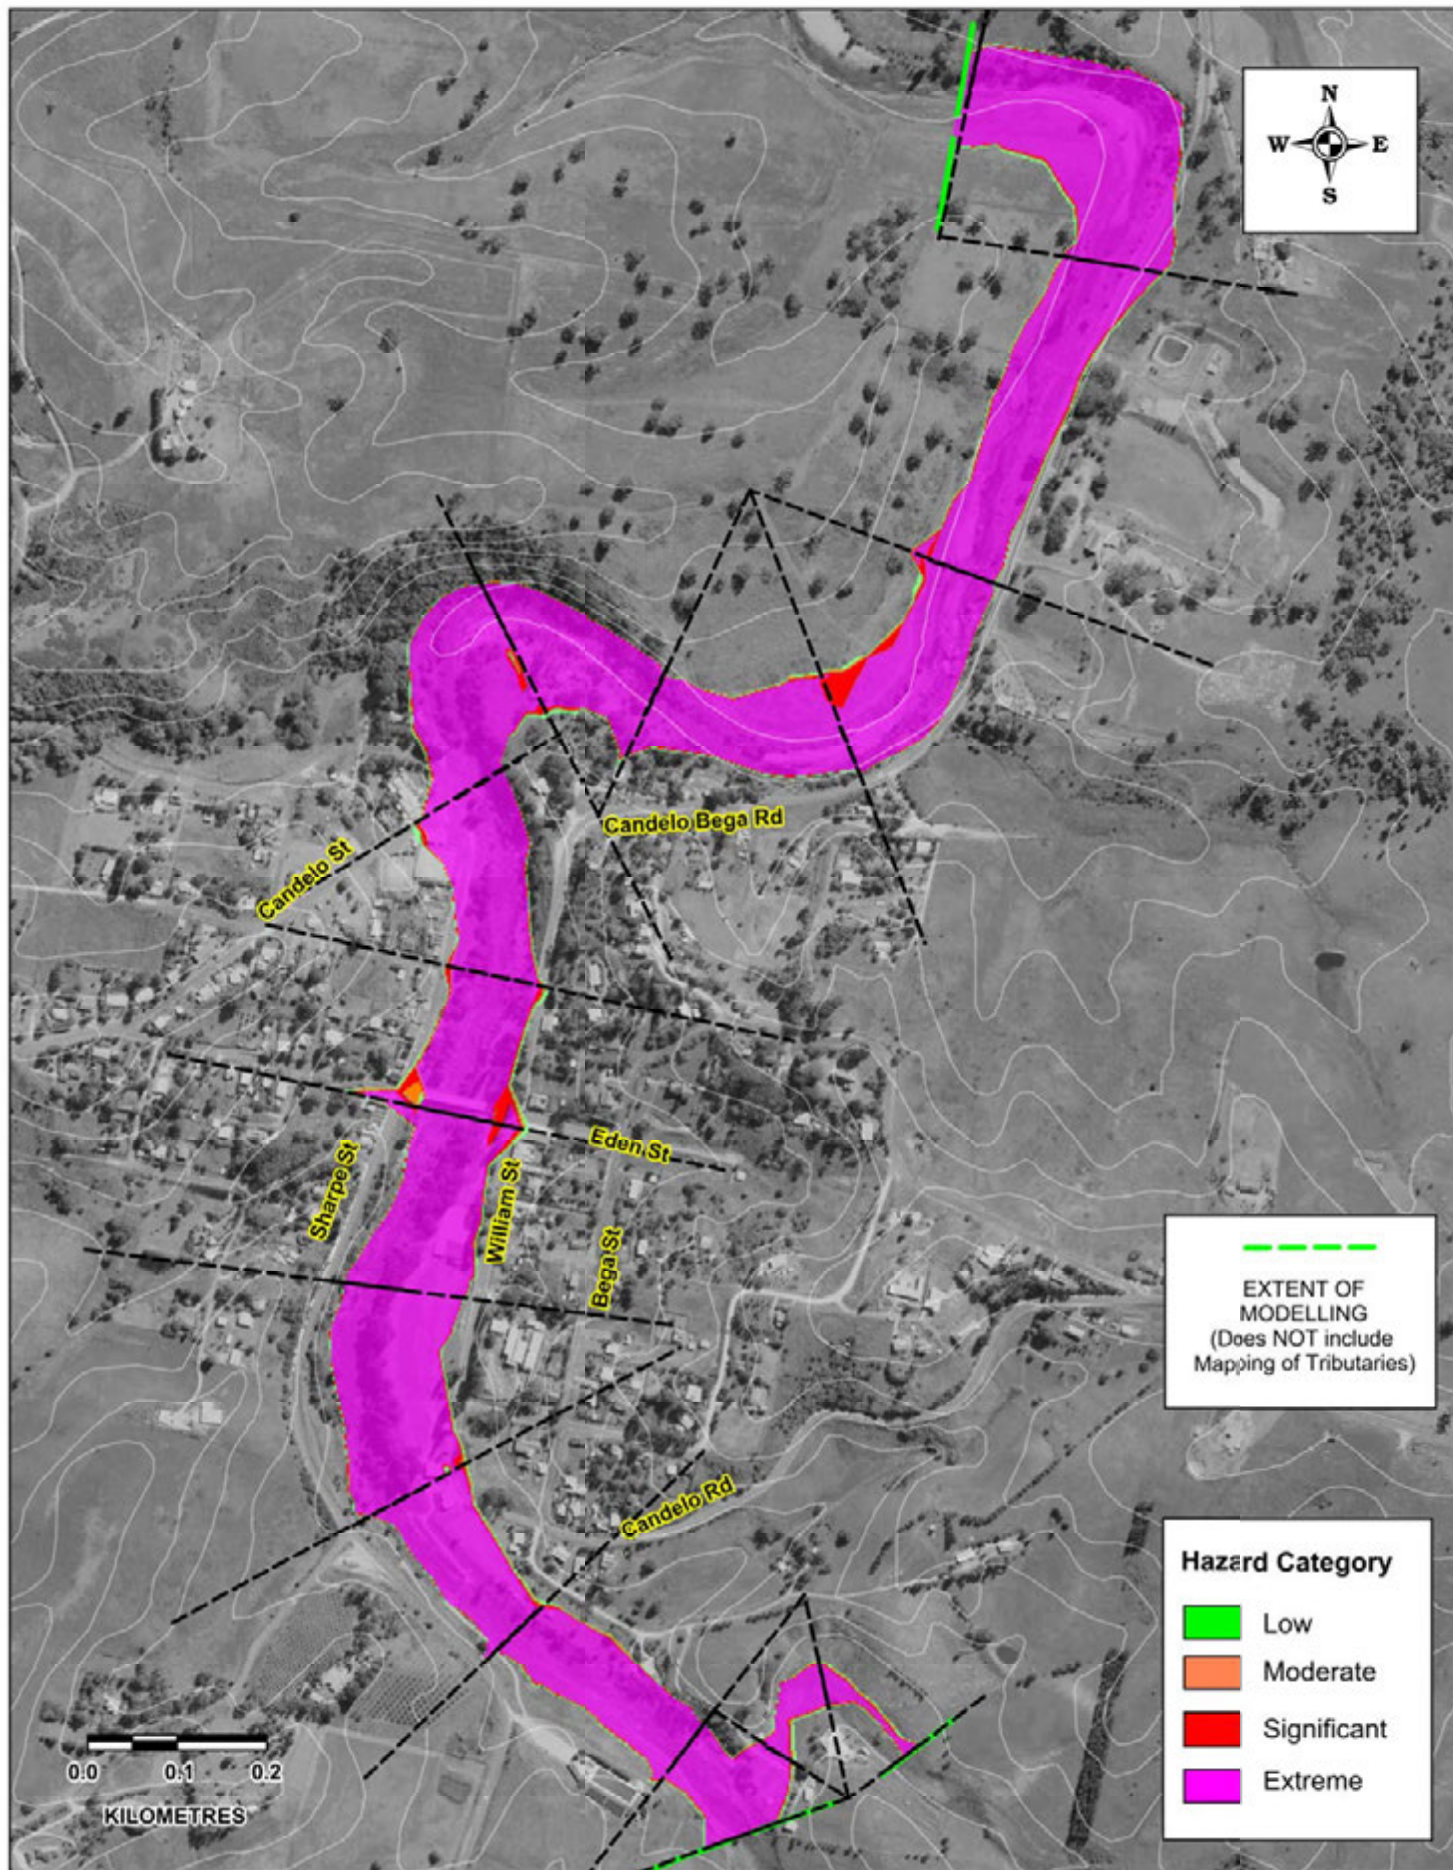 N
W E
S
Candelo Bega Rd
Candelo St
Eden St
Sharpe St
William St
Bega St
EXTENT OF
MODELLING
(Does NOT include
Mapping of Tributaries)
Candelo Rd
Hazard Category
Low
Moderate
Significant
Extreme
0.0 0.1 0.2
KILOMETRES